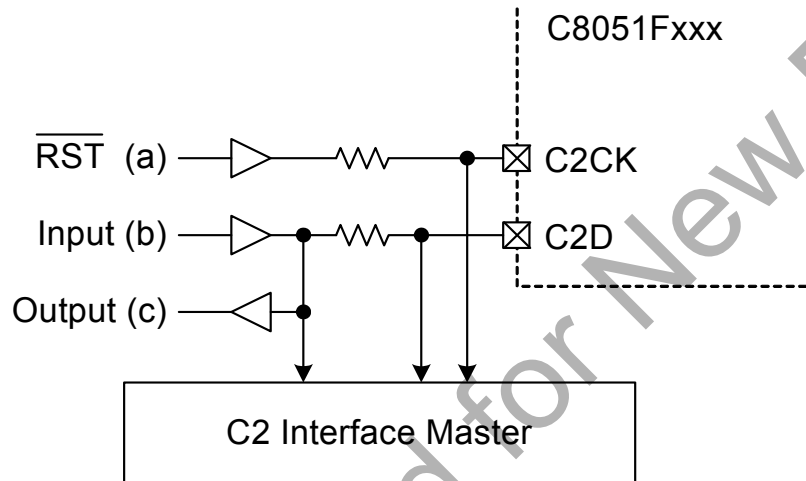 C8051Fxxx
RST (a)
C2CK
Input (b)
C2D
Output (c)
C2 Interface Master
d for New